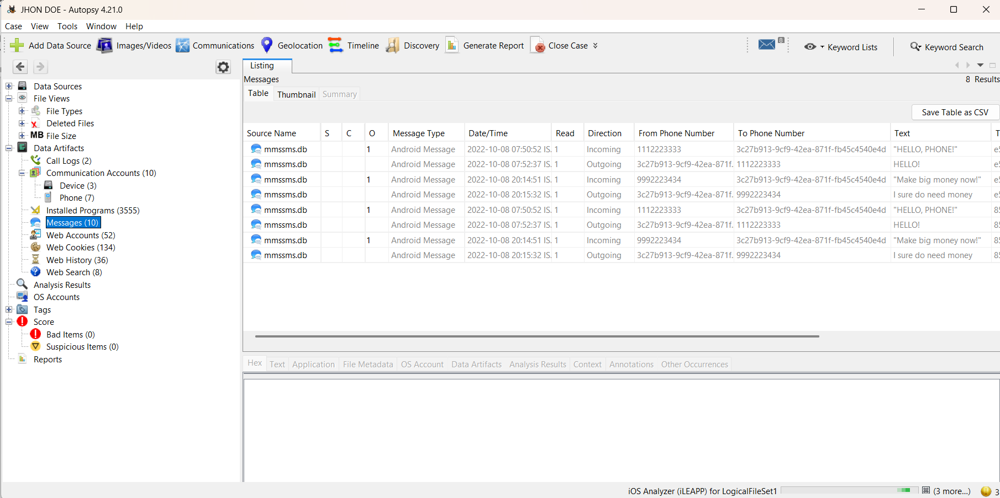 JHON DOE - Autopsy 4.21.0
Case View Tools Window Help
Add Data Source Images/Videos Communications Geolocation Timeline Discovery Generate Report Close Case 8 Keyword Lists Keyword Search
Data Sources
File Views
File Types
Deleted Files
MB File Size
Data Artifacts
Call Logs (2)
Communication Accounts (10)
Device (3)
Phone (7)
Installed Programs (3555)
Messages (10)
Web Accounts (52)
Web Cookies (134)
Web History (36)
Web Search (8)
Analysis Results
OS Accounts
Tags
Score
Bad Items (0)
Suspicious Items (0)
Reports
Listing
Messages 8 Results
Table Thumbnail Summary
Save Table as CSV
Source Name S C O Message Type Date/Time Read Direction From Phone Number To Phone Number Text T
mmssms.db 1 Android Message 2022-10-08 07:50:52 IS. 1 Incoming 1112223333 3c27b913-9cf9-42ea-871f-fb45c4540e4d "HELLO, PHONE!" e5
mmssms.db Android Message 2022-10-08 07:52:37 IS. 1 Outgoing 3c27b913-9cf9-42ea-871f. 1112223333 HELLO! e5
mmssms.db 1 Android Message 2022-10-08 20:14:51 IS. 1 Incoming 9992223434 3c27b913-9cf9-42ea-871f-fb45c4540e4d "Make big money now!" e5
mmssms.db Android Message 2022-10-08 20:15:32 IS. 1 Outgoing 3c27b913-9cf9-42ea-871f. 9992223434 I sure do need money e5
mmssms.db 1 Android Message 2022-10-08 07:50:52 IS. 1 Incoming 1112223333 3c27b913-9cf9-42ea-871f-fb45c4540e4d "HELLO, PHONE!" 85
mmssms.db Android Message 2022-10-08 07:52:37 IS. 1 Outgoing 3c27b913-9cf9-42ea-871f. 1112223333 HELLO! 85
mmssms.db 1 Android Message 2022-10-08 20:14:51 IS. 1 Incoming 9992223434 3c27b913-9cf9-42ea-871f-fb45c4540e4d "Make big money now!" 85
mmssms.db Android Message 2022-10-08 20:15:32 IS. 1 Outgoing 3c27b913-9cf9-42ea-871f. 9992223434 I sure do need money 85
Hex Text Application File Metadata OS Account Data Artifacts Analysis Results Context Annotations Other Occurrences
iOS Analyzer (iLEAPP) for LogicalFileSet1 (3 more...) 3